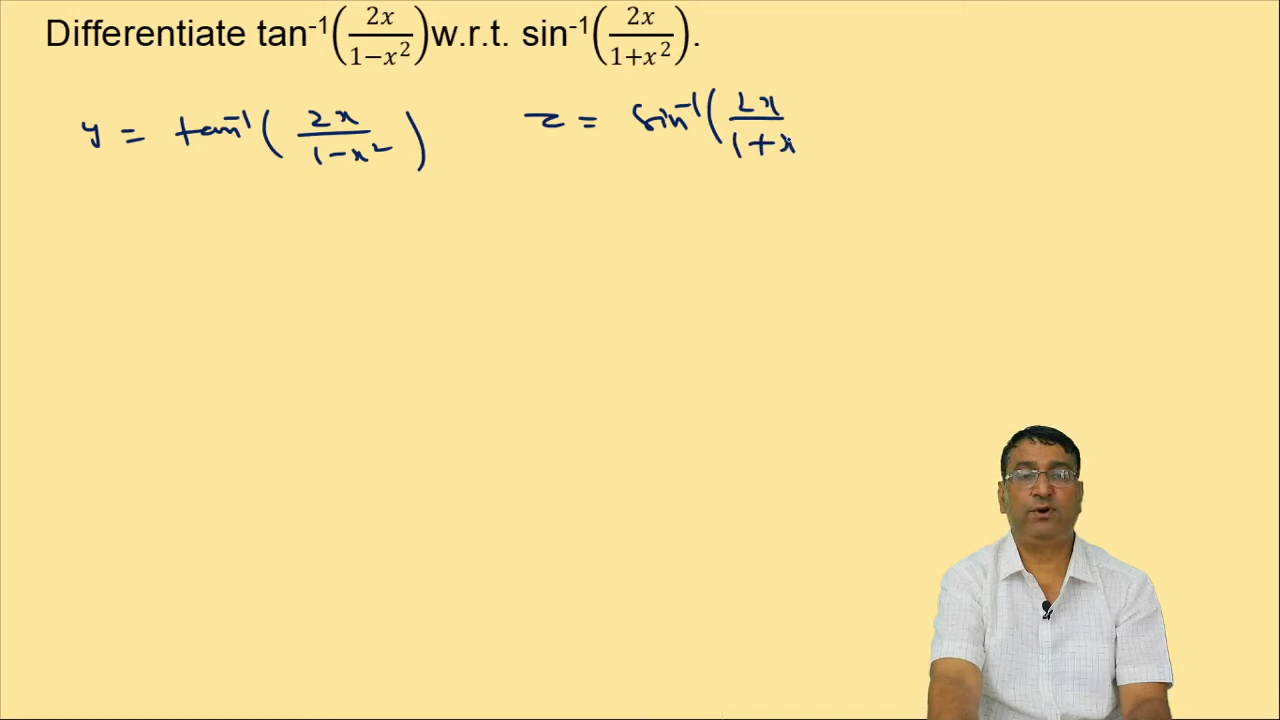 Differentiate tan⁻¹(2x/(1−x²)) w.r.t. sin⁻¹(2x/(1+x²)).
y = tan⁻¹(2x/(1−x²)) z = sin⁻¹(2x/(1+x